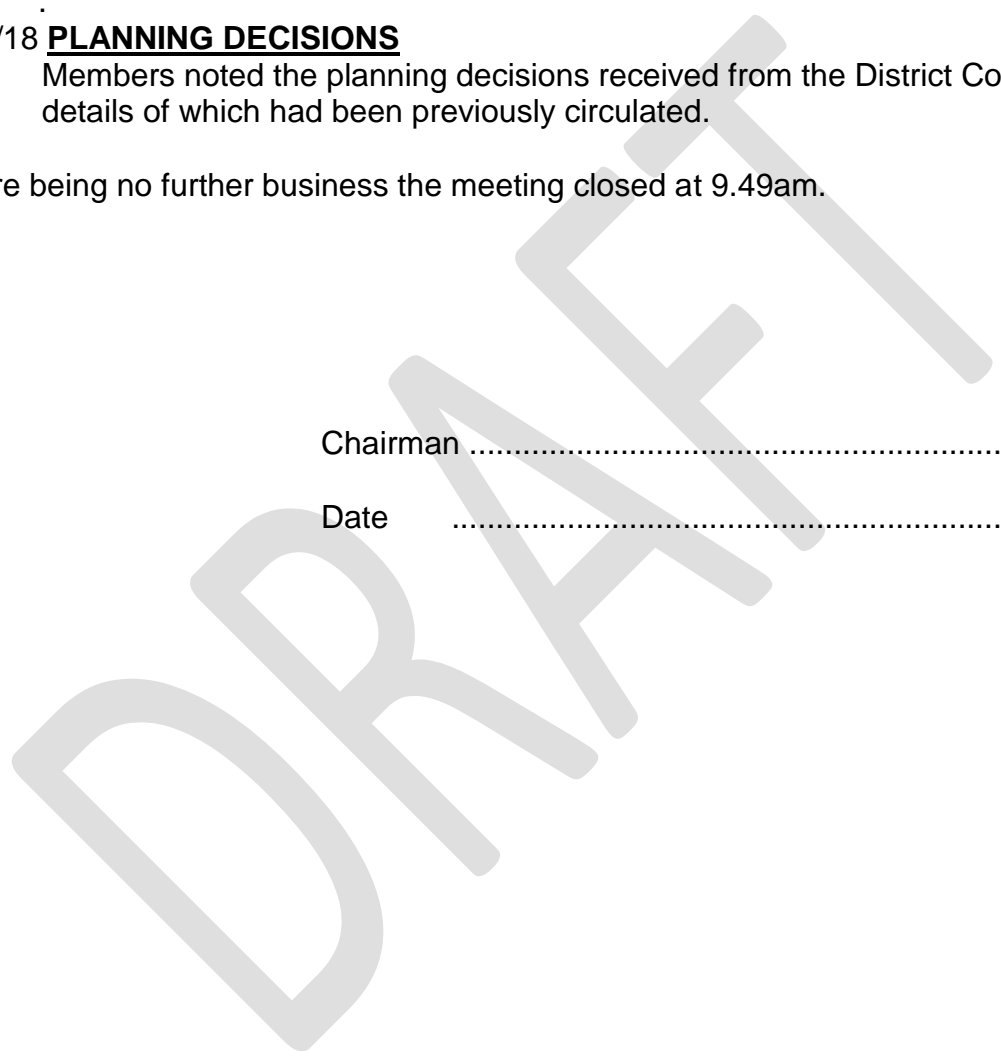 /18 PLANNING DECISIONS
Members noted the planning decisions received from the District Co
details of which had been previously circulated.
re being no further business the meeting closed at 9.49am.
Chairman ............................................................
Date ..............................................................
DRAFT